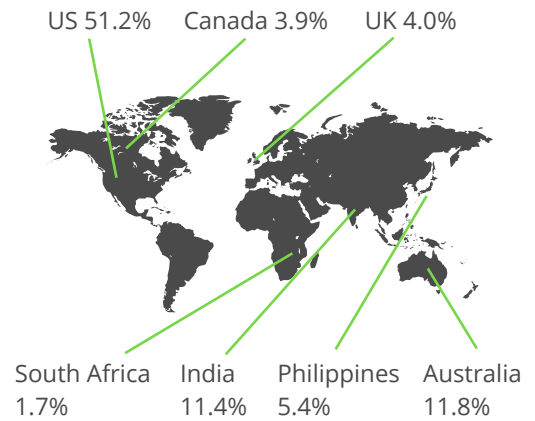 US 51.2%
Canada 3.9%
UK 4.0%
South Africa
1.7%
India
11.4%
Philippines
5.4%
Australia
11.8%